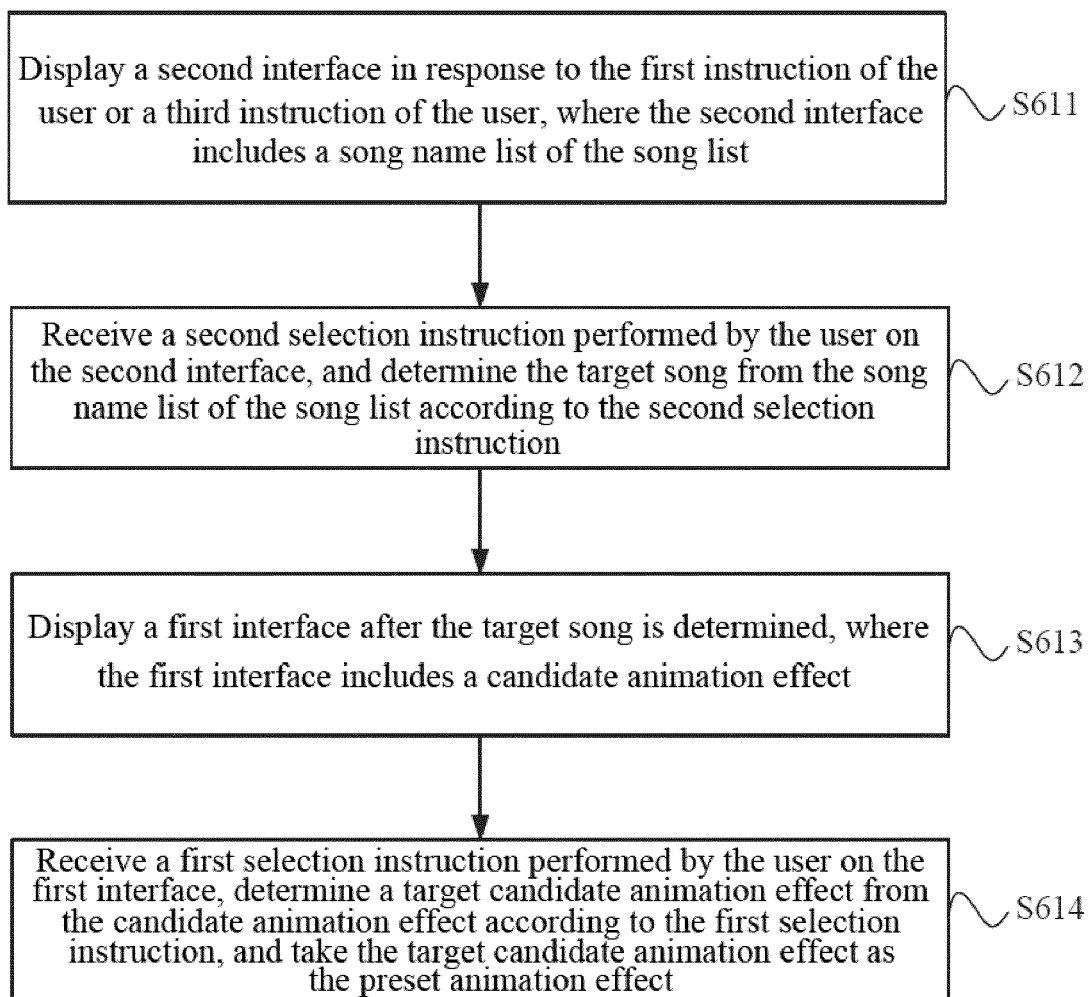 Display a second interface in response to the first instruction of the
user or a third instruction of the user, where the second interface
includes a song name list of the song list
S611
Receive a second selection instruction performed by the user on
the second interface, and determine the target song from the song
name list of the song list according to the second selection
instruction
S612
Display a first interface after the target song is determined, where
the first interface includes a candidate animation effect
S613
Receive a first selection instruction performed by the user on the
first interface, determine a target candidate animation effect from
the candidate animation effect according to the first selection
instruction, and take the target candidate animation effect as
the preset animation effect
S614